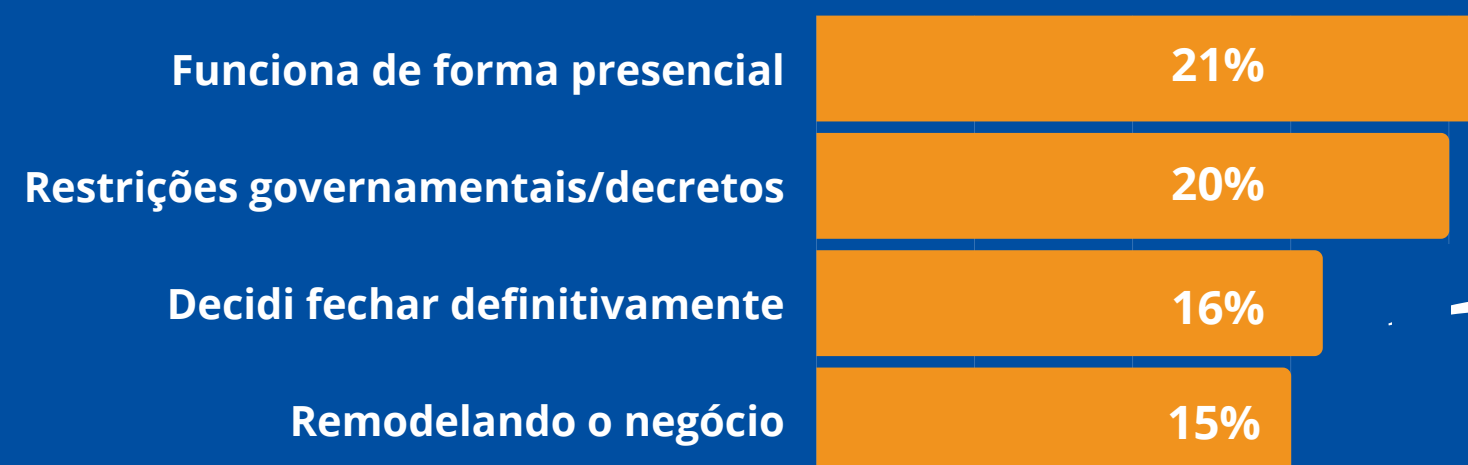 Funciona de forma presencial 21%
Restrições governamentais/decretos 20%
Decidi fechar definitivamente 16%
Remodelando o negócio 15%